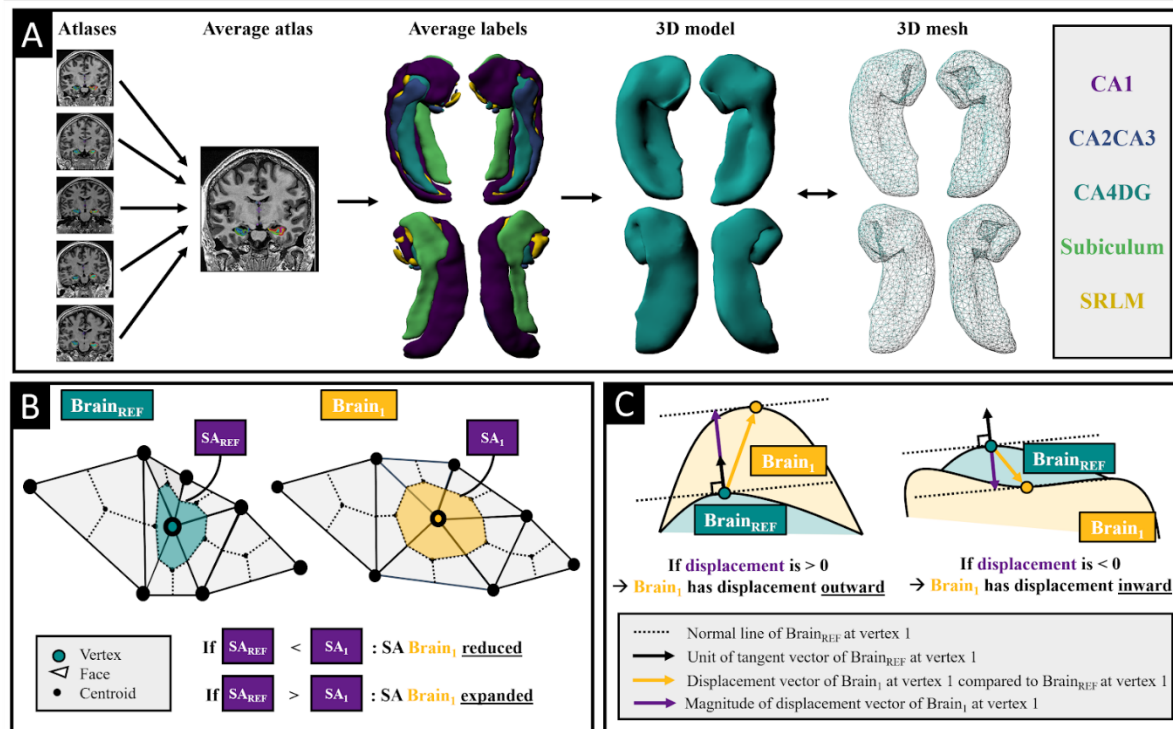 A
Atlases
Average atlas
Average labels
3D model
3D mesh
CA1
CA2CA3
CA4DG
Subiculum
SRLM
B
BrainREF
Brain1
SAREF
SA1
Vertex
Face
Centroid
If SAREF < SA1 : SA Brain1 reduced
If SAREF > SA1 : SA Brain1 expanded
C
Brain1
BrainREF
BrainREF
Brain1
If displacement is > 0
→ Brain1 has displacement outward
If displacement is < 0
→ Brain1 has displacement inward
Normal line of BrainREF at vertex 1
Unit of tangent vector of BrainREF at vertex 1
Displacement vector of Brain1 at vertex 1 compared to BrainREF at vertex 1
Magnitude of displacement vector of Brain1 at vertex 1